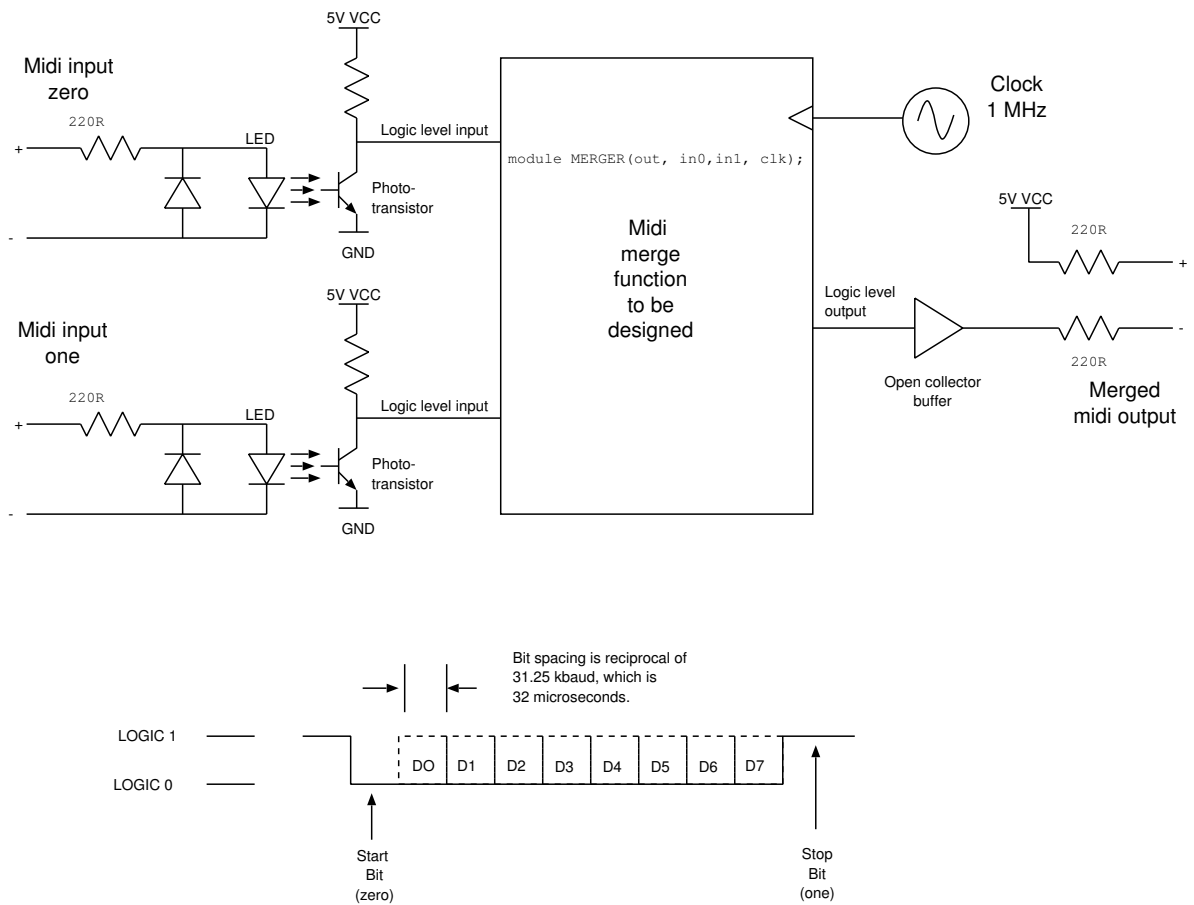 5V VCC
Midi input
zero
220R
LED
+
-
Logic level input
Photo-
transistor
GND
module MERGER(out, in0,in1, clk);
Midi
merge
function
to be
designed
Clock
1 MHz
5V VCC
220R
+
Logic level
output
-
220R
Open collector
buffer
Merged
midi output
5V VCC
Midi input
one
220R
LED
+
-
Logic level input
Photo-
transistor
GND
Bit spacing is reciprocal of
31.25 kbaud, which is
32 microseconds.
LOGIC 1
LOGIC 0
DO D1 D2 D3 D4 D5 D6 D7
Start
Bit
(zero)
Stop
Bit
(one)